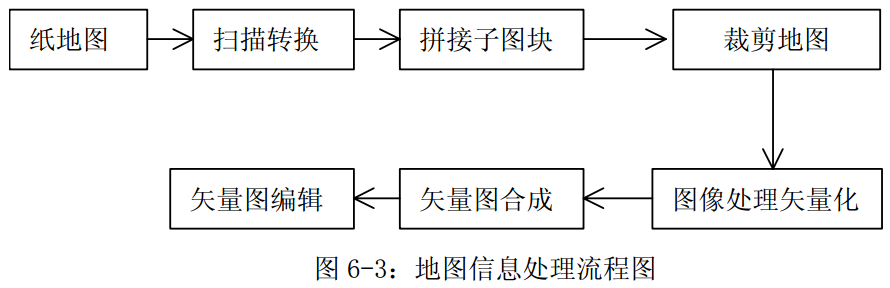 纸地图
扫描转换
拼接子图块
裁剪地图
图像处理矢量化
矢量图合成
矢量图编辑
图 6-3：地图信息处理流程图